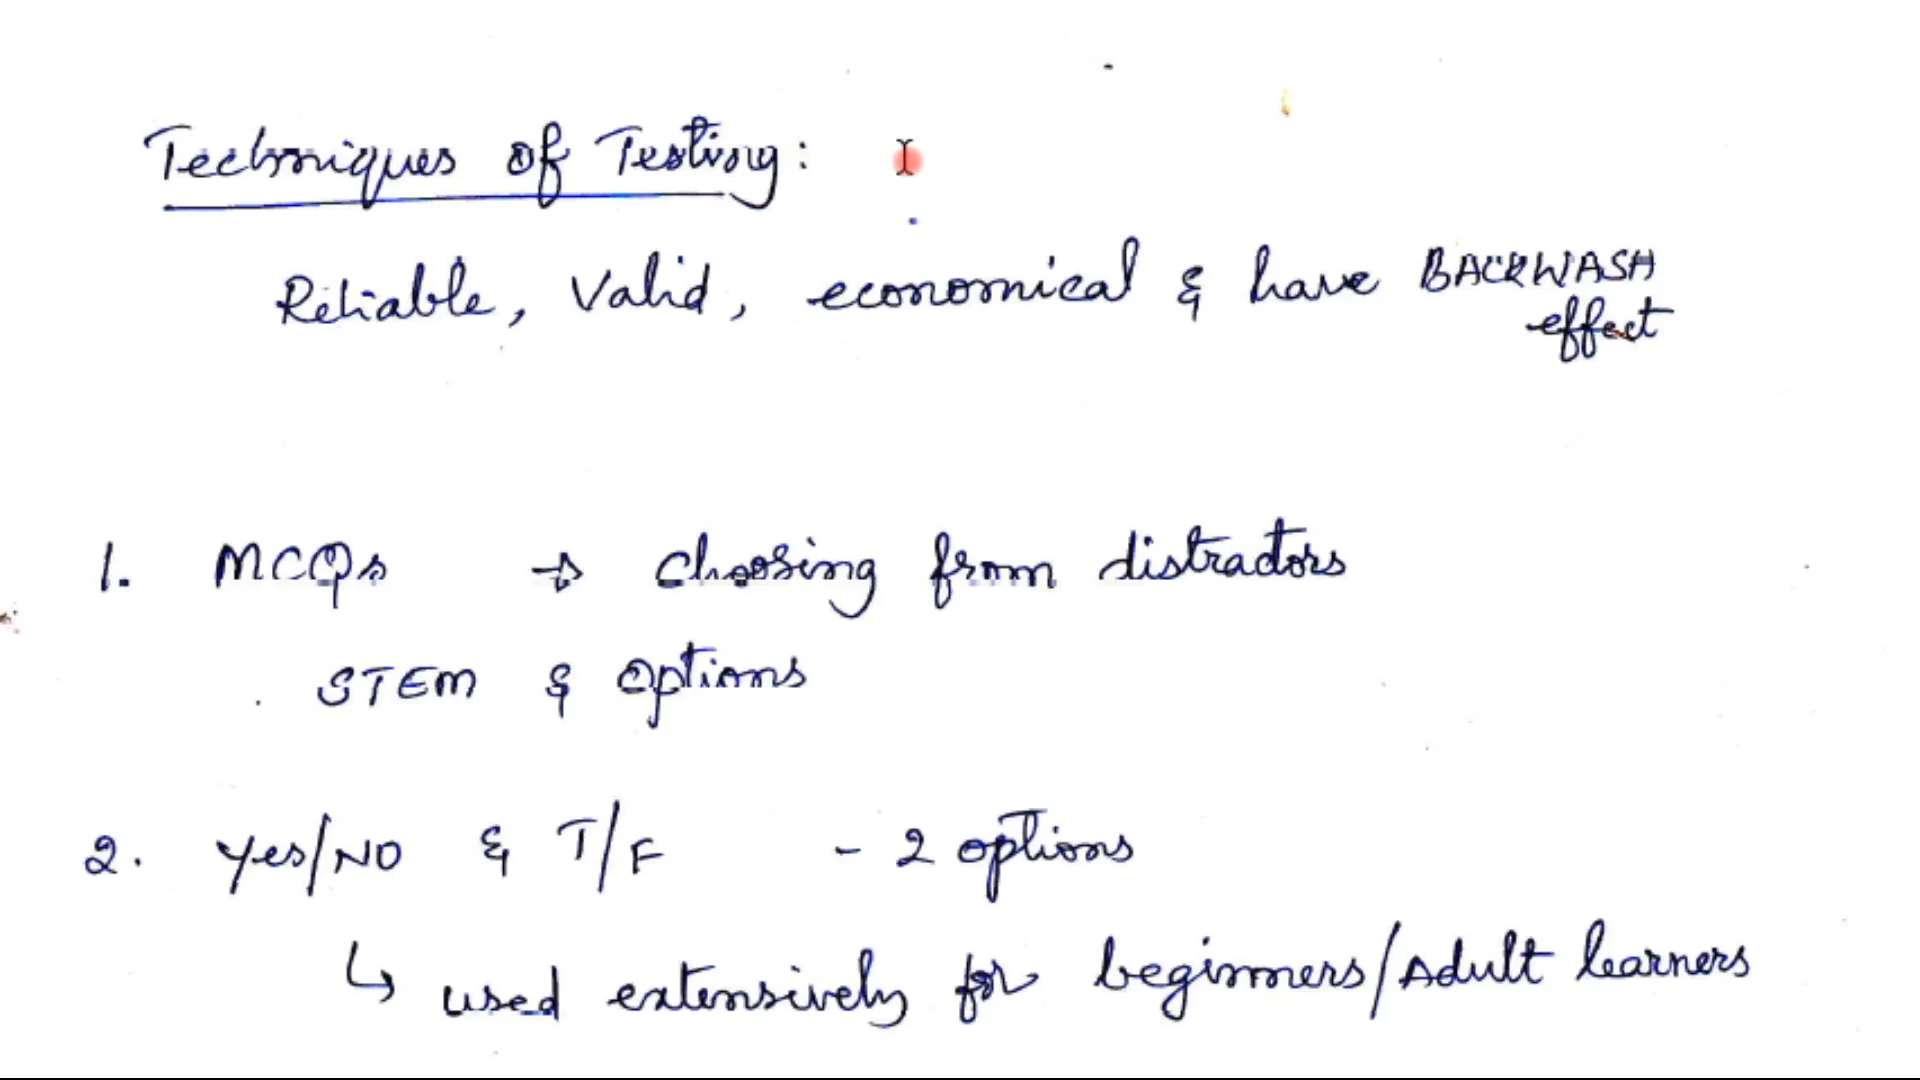 Techniques of Testing:
Reliable, Valid, economical & have BACKWASH
effect
1. MCQs → choosing from distractors
STEM & options
2. Yes/NO & T/F - 2 options
↳ used extensively for beginners/Adult learners